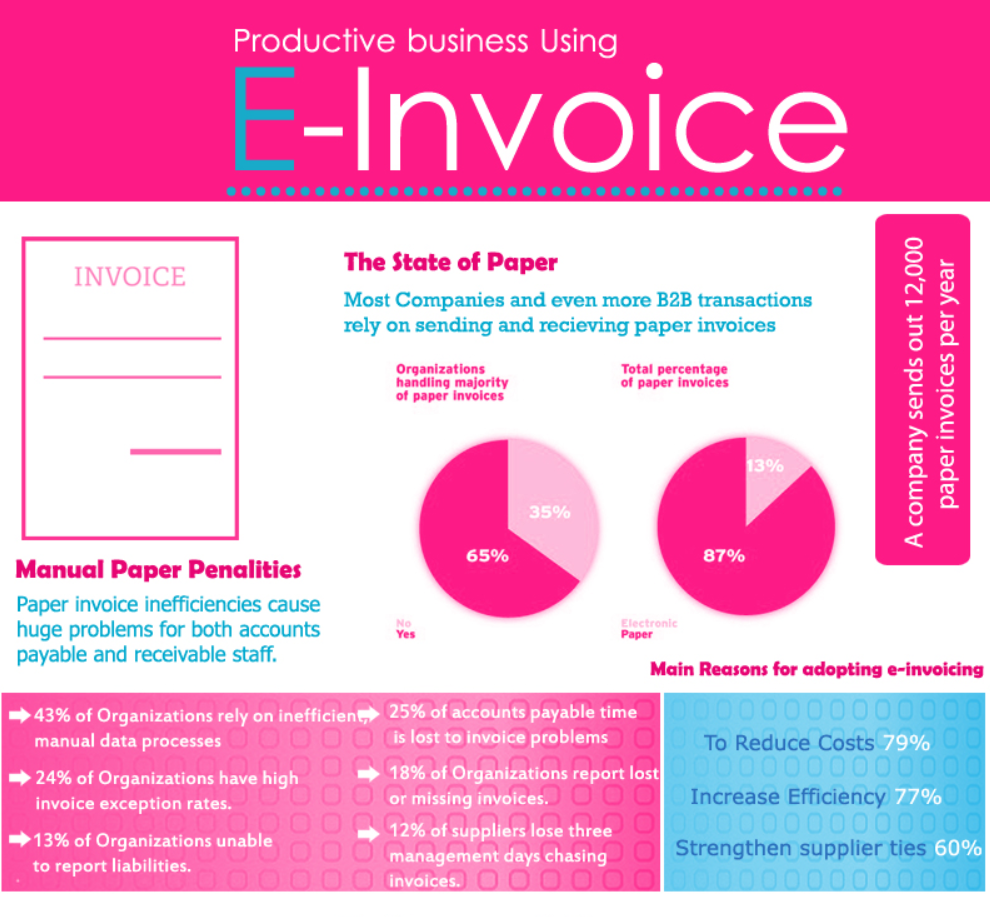 Productive business Using
E-Invoice
INVOICE
The State of Paper
Most Companies and even more B2B transactions
rely on sending and recieving paper invoices
Organizations
handling majority
of paper invoices
35%
65%
No
Yes
Total percentage
of paper invoices
13%
87%
Electronic
Paper
A company sends out 12,000
paper invoices per year
Manual Paper Penalities
Paper invoice inefficiencies cause
huge problems for both accounts
payable and receivable staff.
43% of Organizations rely on inefficient,
manual data processes
24% of Organizations have high
invoice exception rates.
13% of Organizations unable
to report liabilities.
25% of accounts payable time
is lost to invoice problems
18% of Organizations report lost
or missing invoices.
12% of suppliers lose three
management days chasing
invoices.
Main Reasons for adopting e-invoicing
To Reduce Costs 79%
Increase Efficiency 77%
Strengthen supplier ties 60%